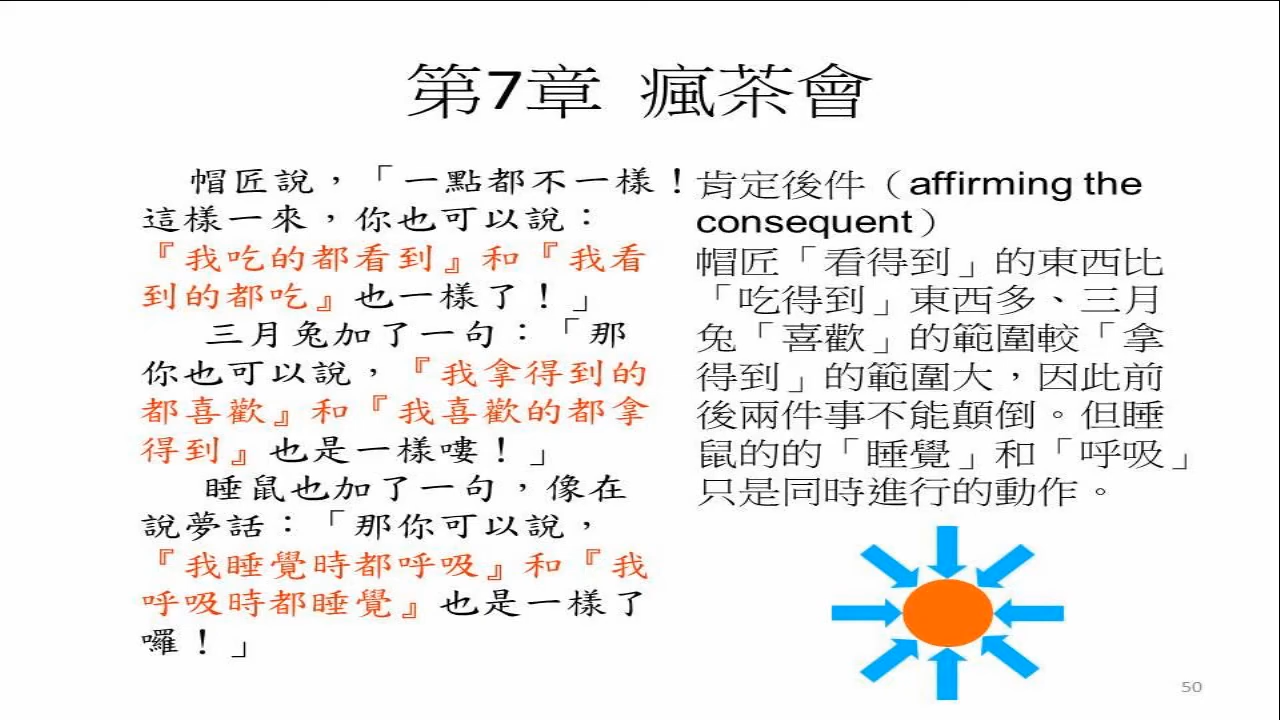 第7章 瘋茶會
帽匠說，「一點都不一樣！
這樣一來，你也可以說：
『我吃的都看到』和『我看
到的都吃』也一樣了！」
三月兔加了一句：「那
你也可以說，『我拿得到的
都喜歡』和『我喜歡的都拿
得到』也是一樣嘍！」
睡鼠也加了一句，像在
說夢話：「那你可以說，
『我睡覺時都呼吸』和『我
呼吸時都睡覺』也是一樣了
囉！」
肯定後件（affirming the
consequent）
帽匠「看得到」的東西比
「吃得到」東西多、三月
兔「喜歡」的範圍較「拿
得到」的範圍大，因此前
後兩件事不能顛倒。但睡
鼠的的「睡覺」和「呼吸」
只是同時進行的動作。
50